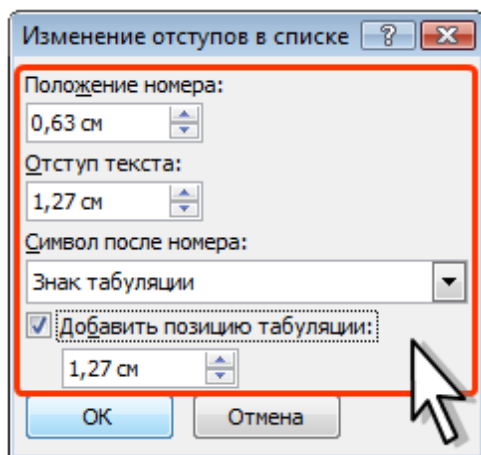 Изменение отступов в списке
Положение номера:
0,63 см
Отступ текста:
1,27 см
Символ после номера:
Знак табуляции
Добавить позицию табуляции:
1,27 см
ОК Отмена